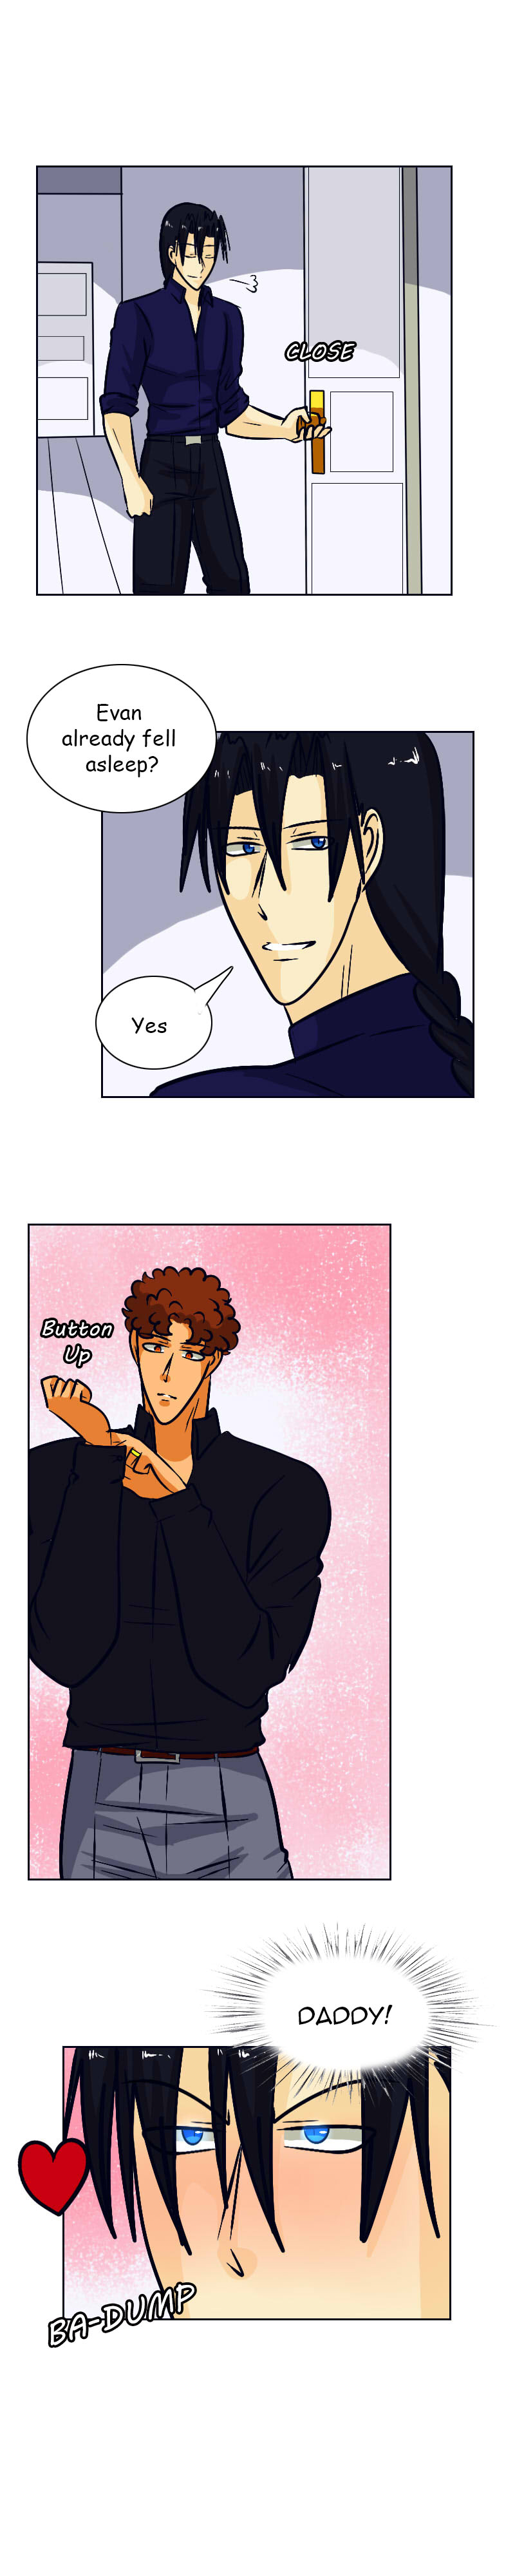 CLOSE
Evan
already fell
asleep?
Yes
Button
Up
DADDY!
BA-DUMP